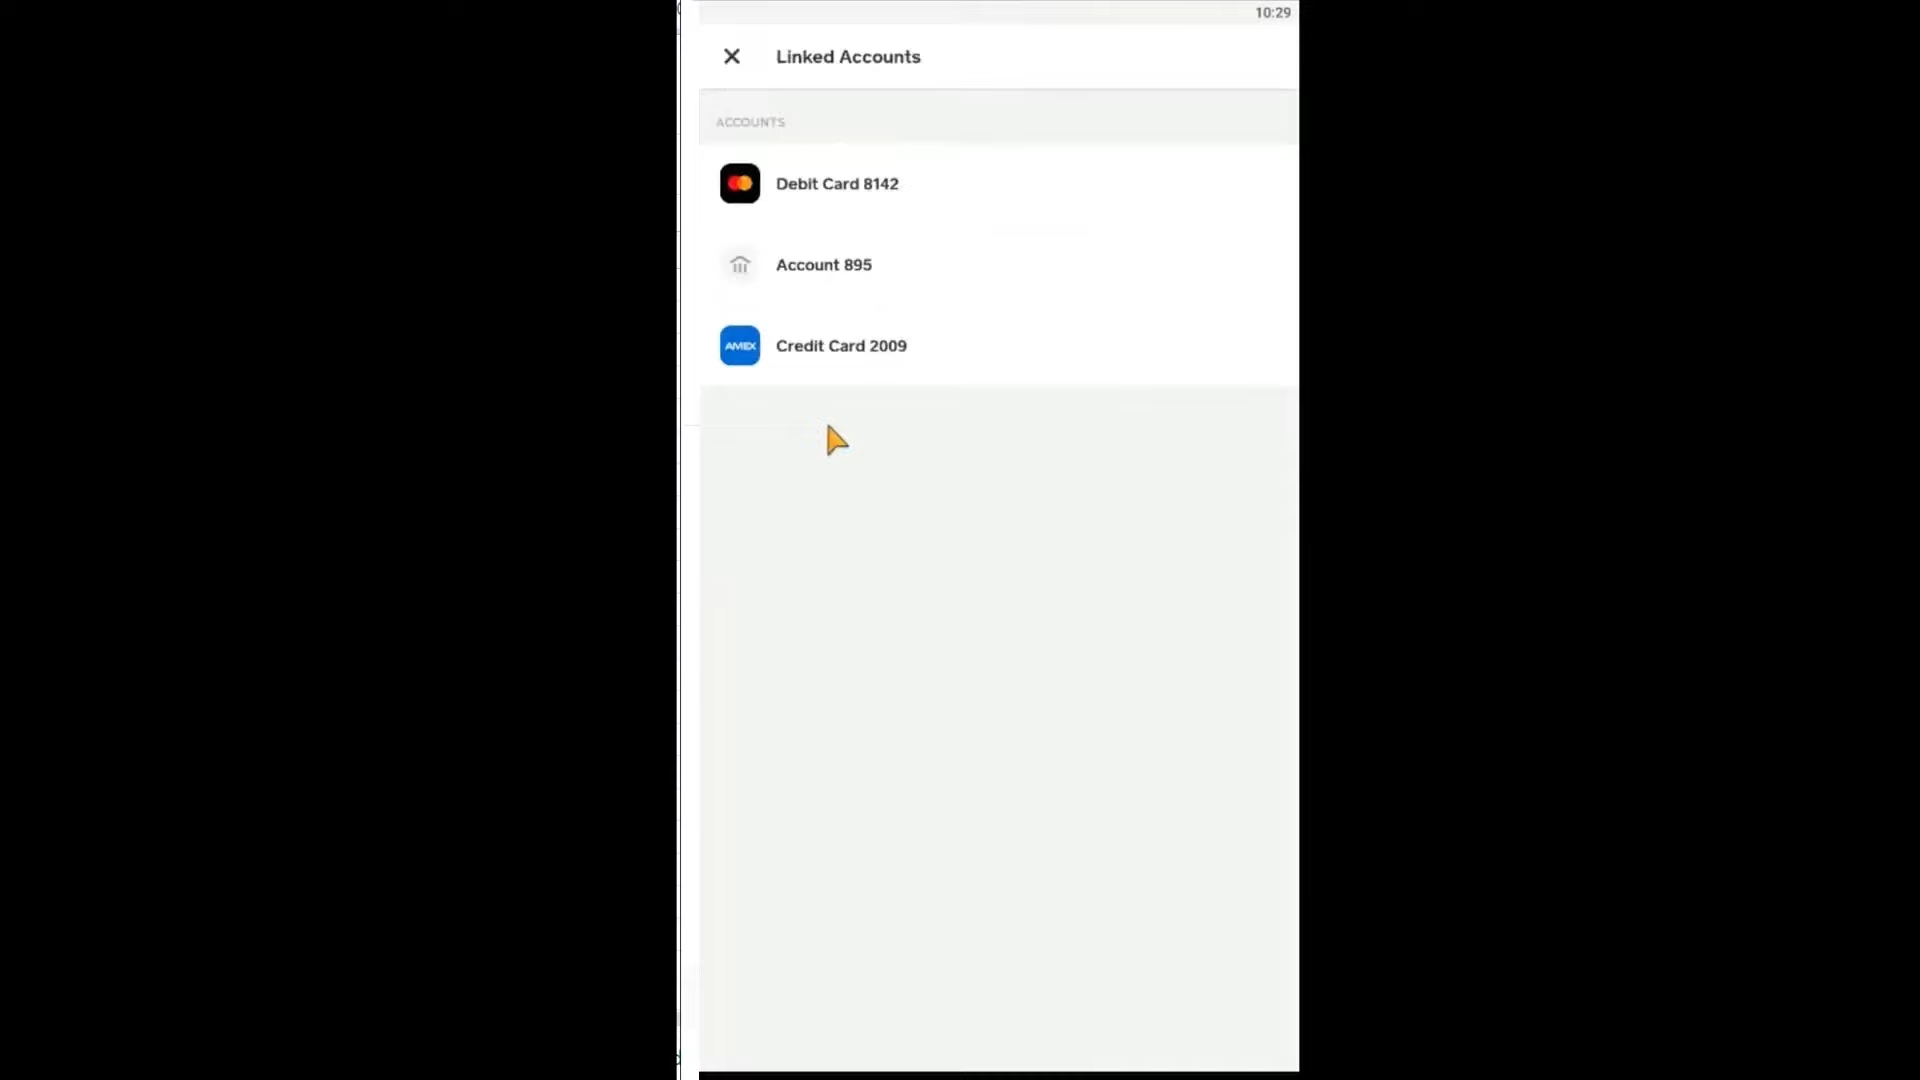 10:29
Linked Accounts
ACCOUNTS
Debit Card 8142
Account 895
AMEX
Credit Card 2009